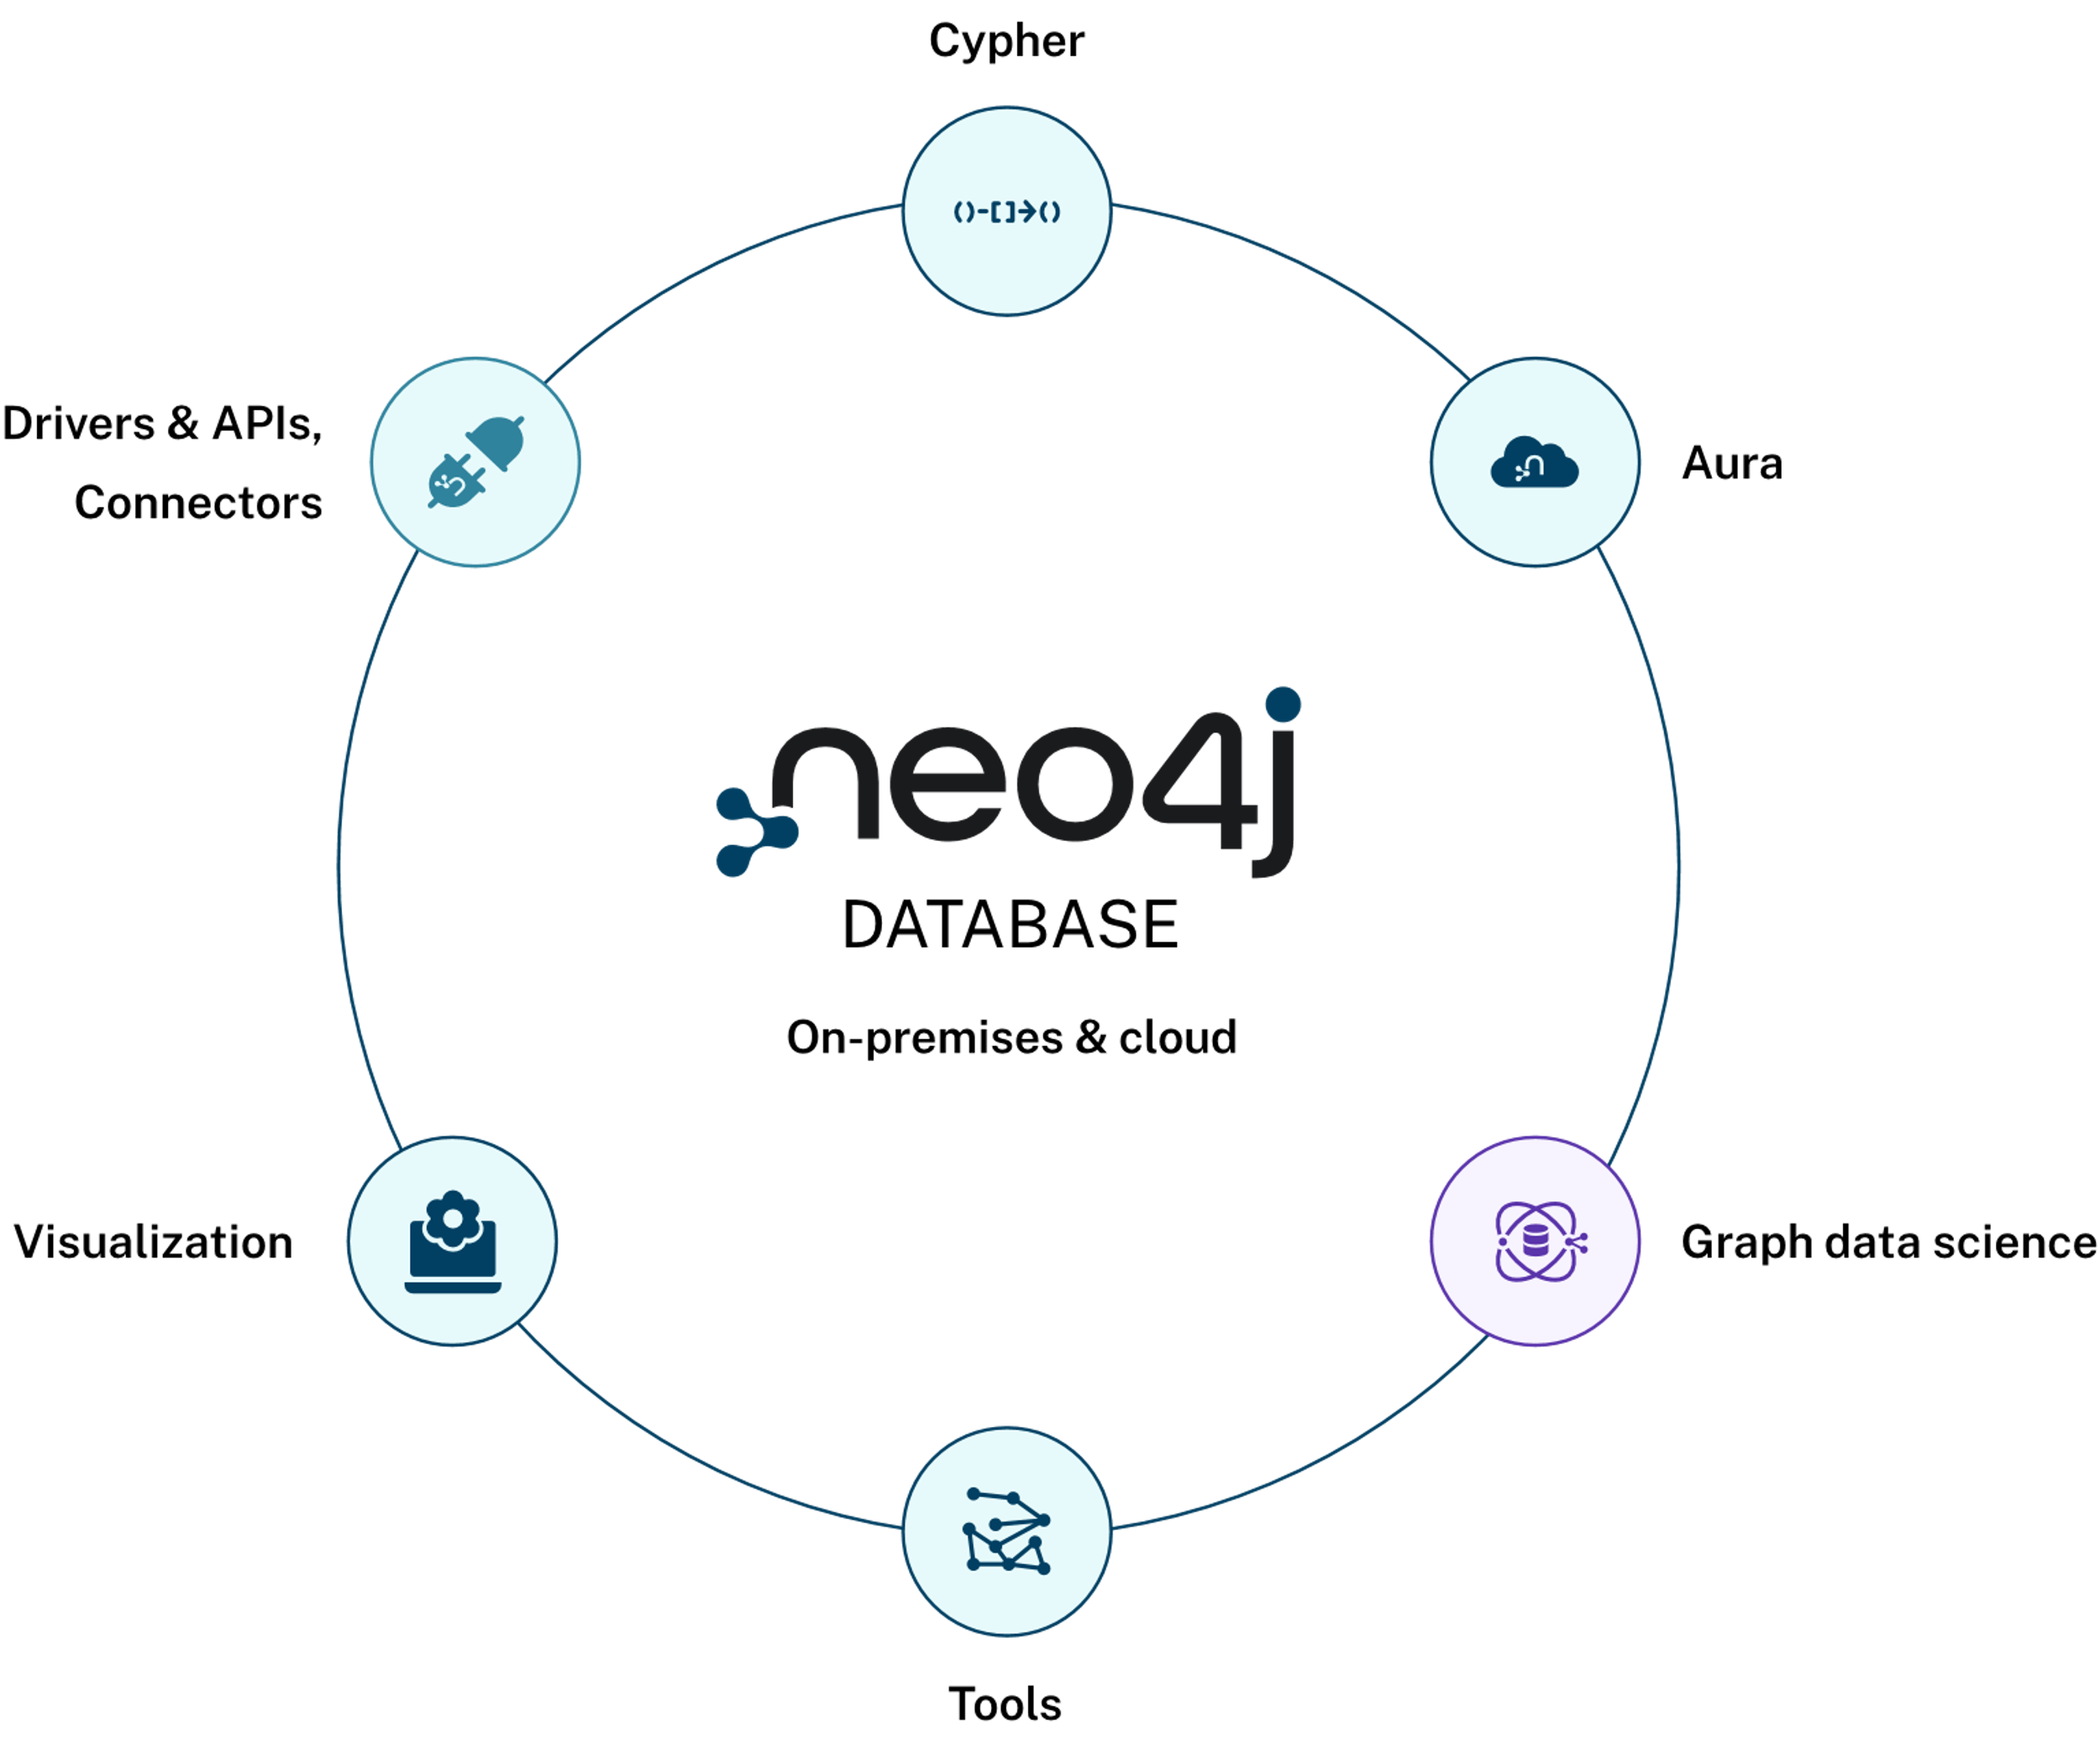 Cypher
()-[]→()
Drivers & APIs,
Connectors
Aura
neo4j
DATABASE
On-premises & cloud
Visualization
Graph data science
Tools